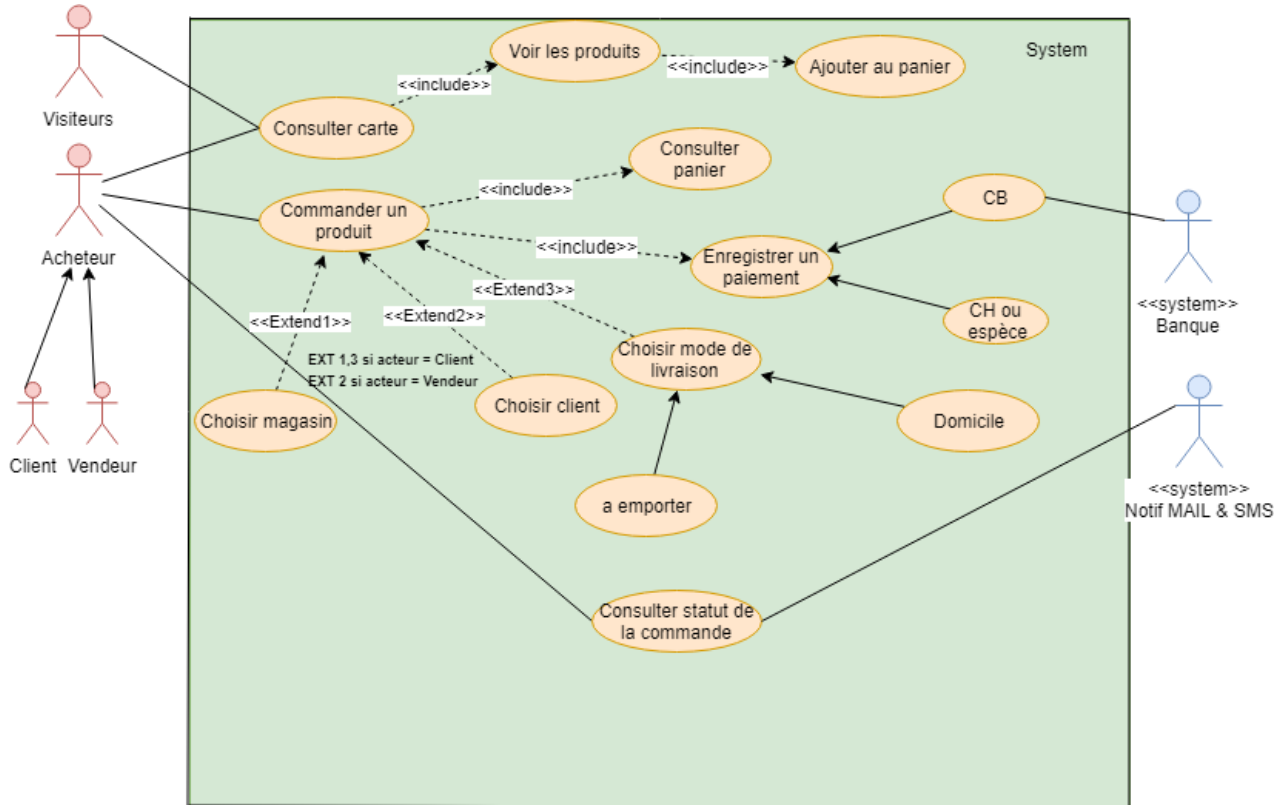 System
Voir les produits
<<include>>
Ajouter au panier
<<include>>
Visiteurs
Consulter carte
Consulter
panier
<<include>>
Commander un
produit
CB
Acheteur
<<include>>
Enregistrer un
paiement
<<Extend3>>
<<system>>
Banque
<<Extend1>>
<<Extend2>>
CH ou
espèce
EXT 1,3 si acteur = Client
EXT 2 si acteur = Vendeur
Choisir mode de
livraison
Choisir magasin
Choisir client
Domicile
Client
Vendeur
<<system>>
Notif MAIL & SMS
a emporter
Consulter statut de
la commande